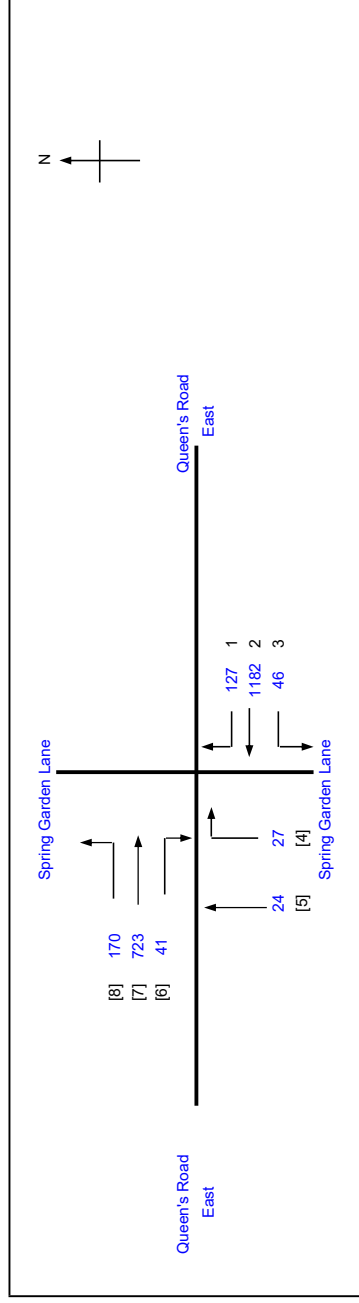 N
Spring Garden Lane
[8] 170
[7] 723
[6] 41
Queen's Road
East
Queen's Road
East
127 1
1182 2
46 3
24 27
[5] [4]
Spring Garden Lane